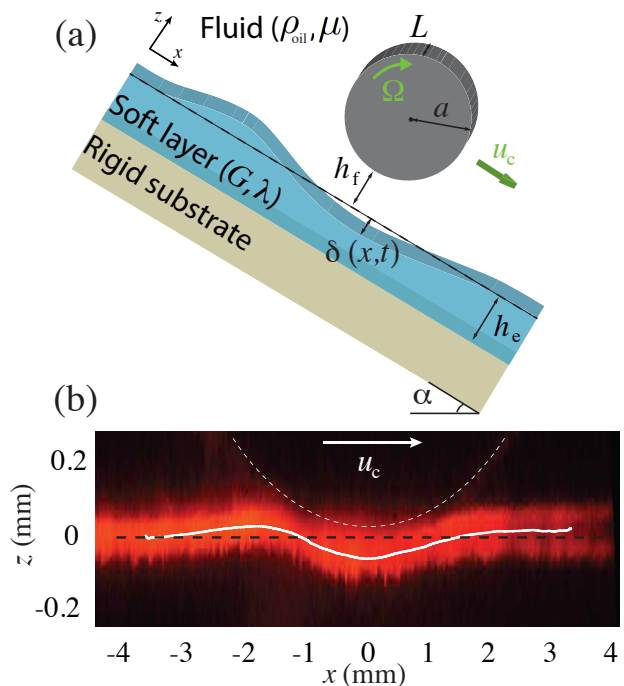 (a)
z
x
Fluid (ρoil, μ)
L
Ω
a
uc
Soft layer (G, λ)
Rigid substrate
hf
δ (x,t)
he
α
(b)
uc
z (mm)
0.2
0
-0.2
-4 -3 -2 -1 0 1 2 3 4
x (mm)